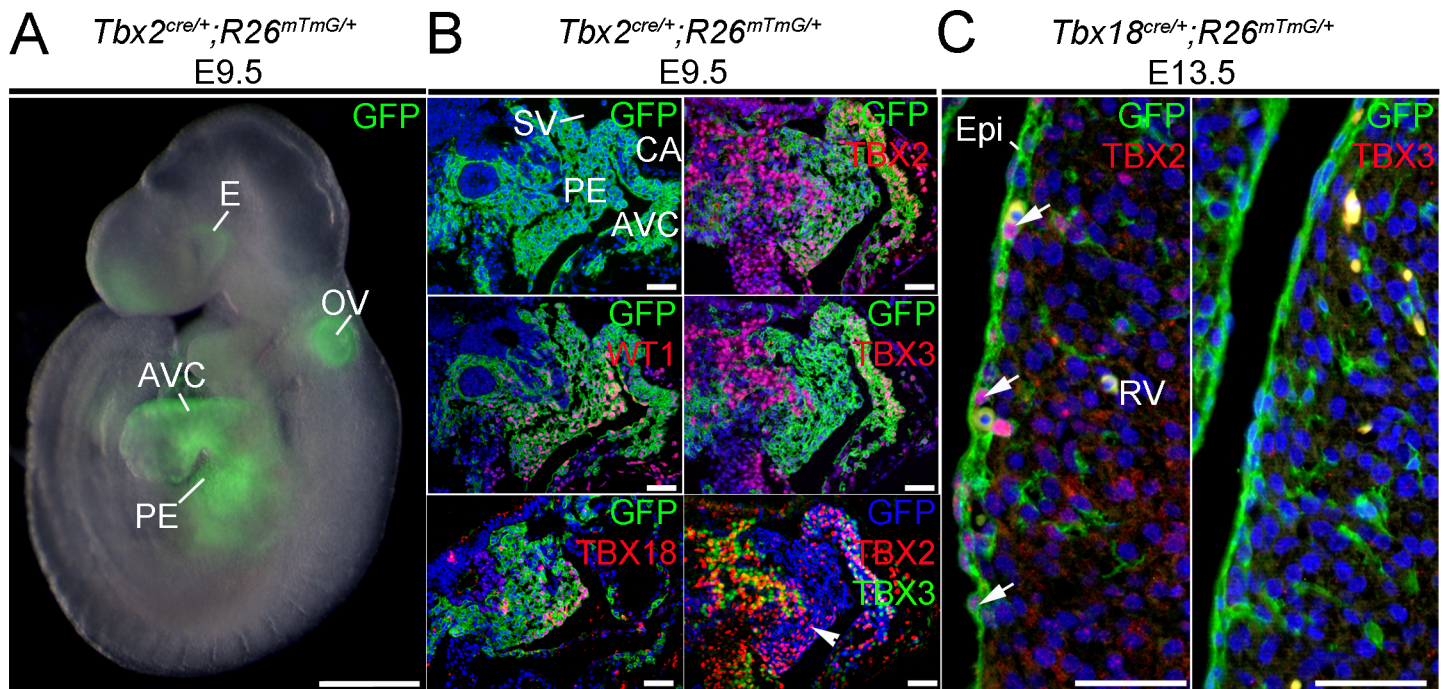 A
Tbx2cre/+;R26mTmG/+
E9.5
GFP
E
OV
AVC
PE
B
Tbx2cre/+;R26mTmG/+
E9.5
GFP
SV
CA
PE
AVC
GFP
TBX2
GFP
WT1
GFP
TBX3
GFP
TBX18
GFP
TBX2
TBX3
C
Tbx18cre/+;R26mTmG/+
E13.5
GFP
TBX2
Epi
RV
GFP
TBX3